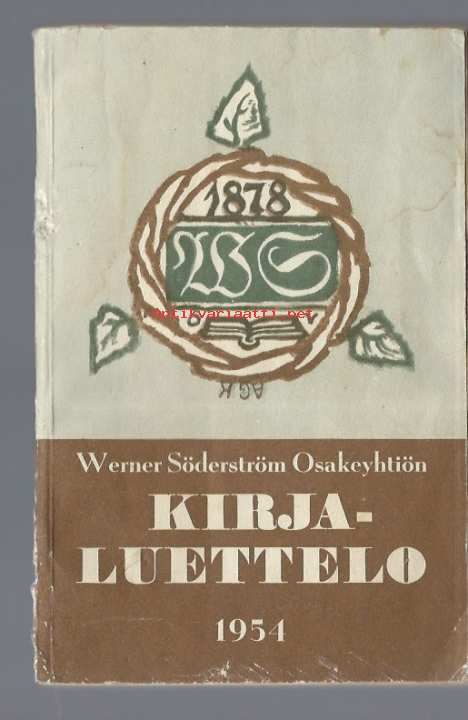 1878
WS
Antikvariaatti.net
AGK
Werner Söderström Osakeyhtiön
KIRJA-
LUETTELO
1954